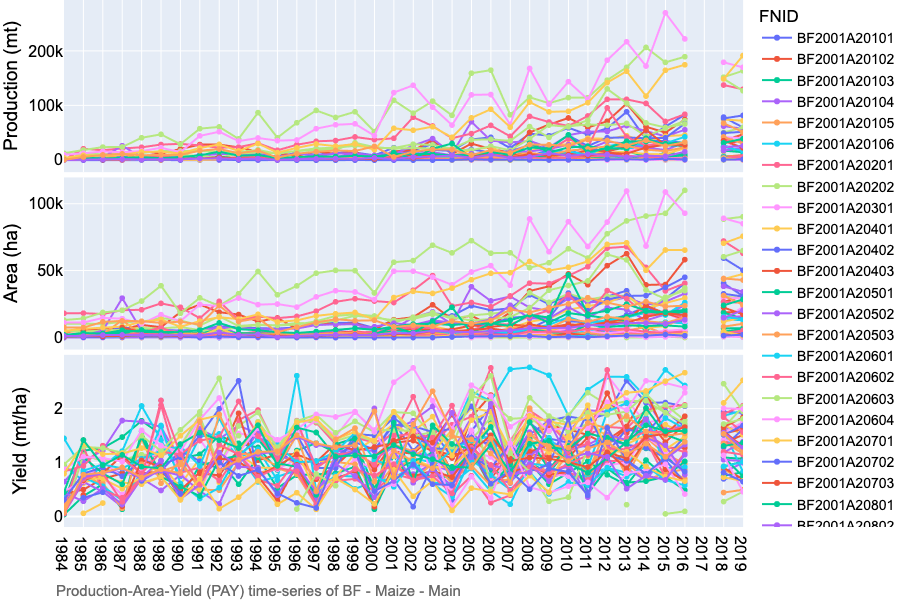 FNID
BF2001A20101
BF2001A20102
BF2001A20103
BF2001A20104
BF2001A20105
BF2001A20106
BF2001A20201
BF2001A20202
BF2001A20301
BF2001A20401
BF2001A20402
BF2001A20403
BF2001A20501
BF2001A20502
BF2001A20503
BF2001A20601
BF2001A20602
BF2001A20603
BF2001A20604
BF2001A20701
BF2001A20702
BF2001A20703
BF2001A20801
BF2001A20802
Production (mt)
200k
100k
0
Area (ha)
100k
50k
0
Yield (mt/ha)
2
1
0
1984 1985 1986 1987 1988 1989 1990 1991 1992 1993 1994 1995 1996 1997 1998 1999 2000 2001 2002 2003 2004 2005 2006 2007 2008 2009 2010 2011 2012 2013 2014 2015 2016 2017 2018 2019
Production-Area-Yield (PAY) time-series of BF - Maize - Main